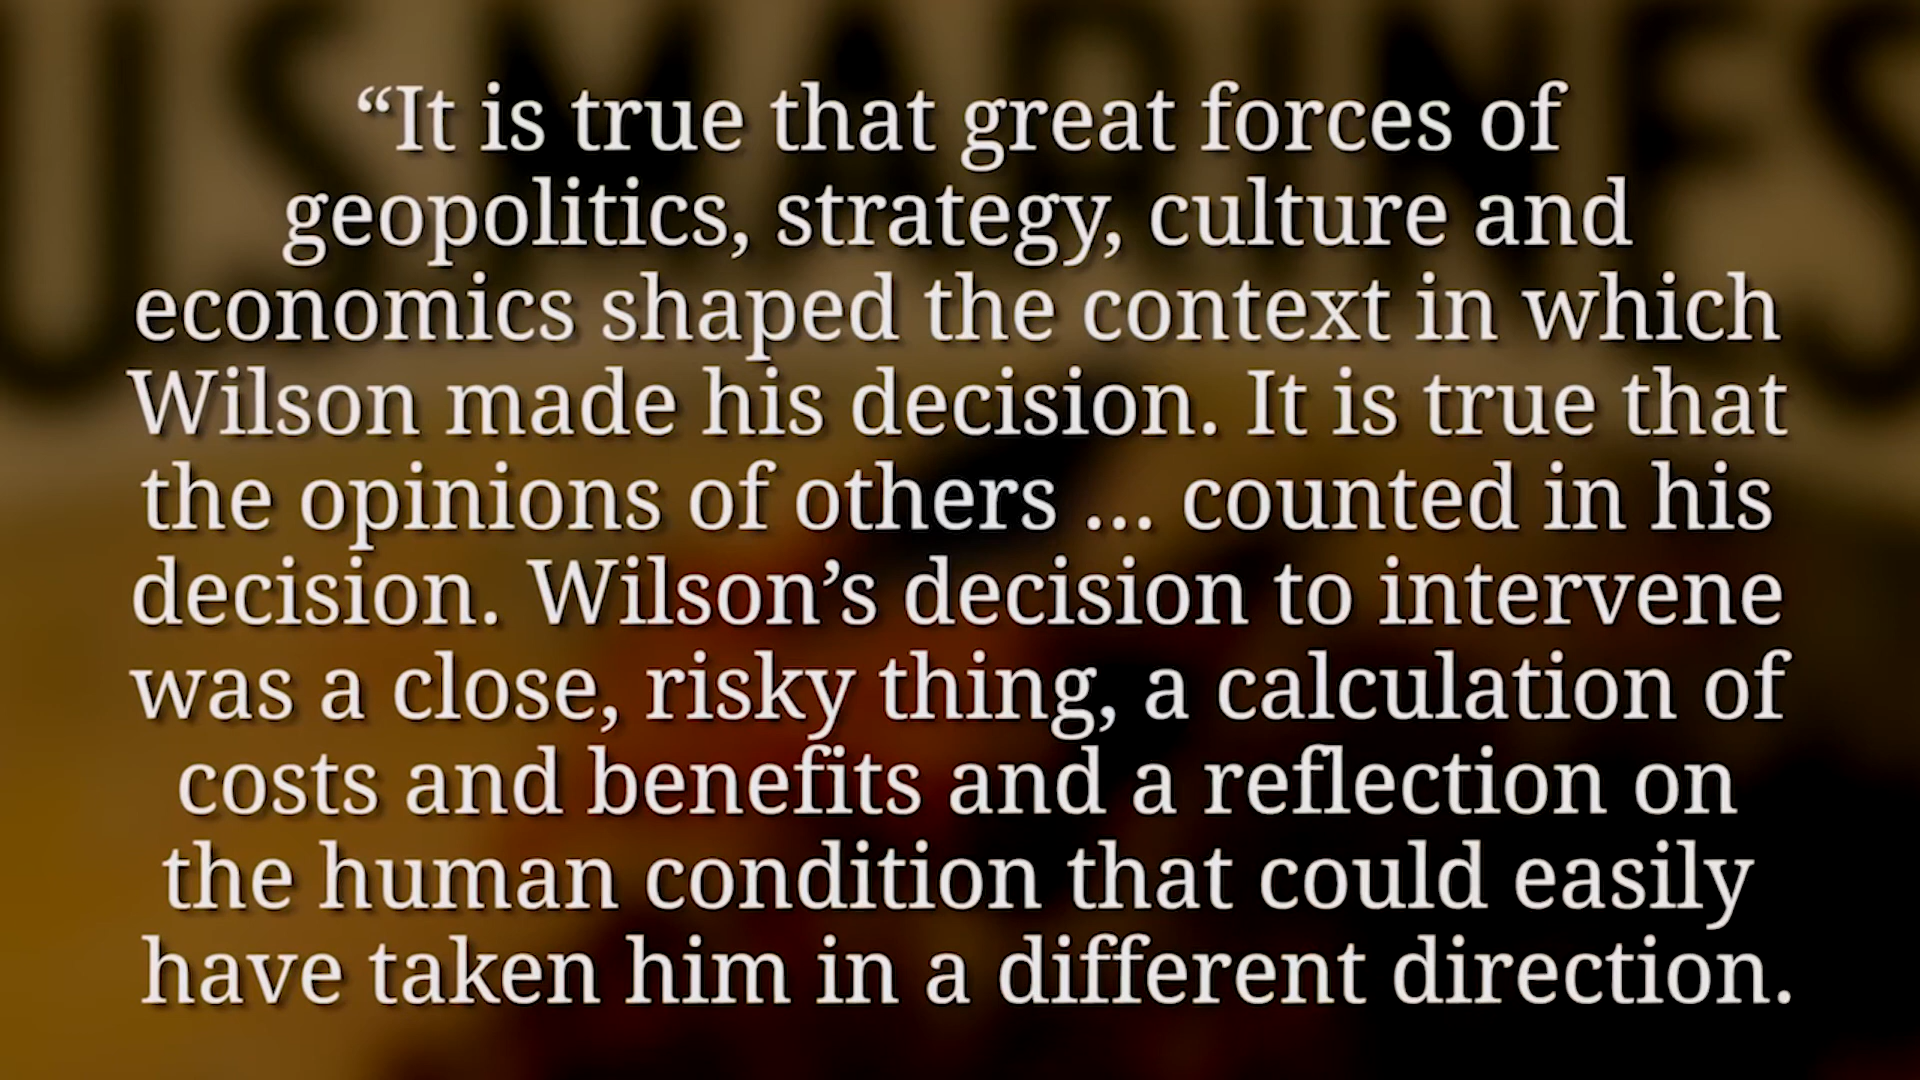 US MARINES
“It is true that great forces of
geopolitics, strategy, culture and
economics shaped the context in which
Wilson made his decision. It is true that
the opinions of others … counted in his
decision. Wilson’s decision to intervene
was a close, risky thing, a calculation of
costs and benefits and a reflection on
the human condition that could easily
have taken him in a different direction.